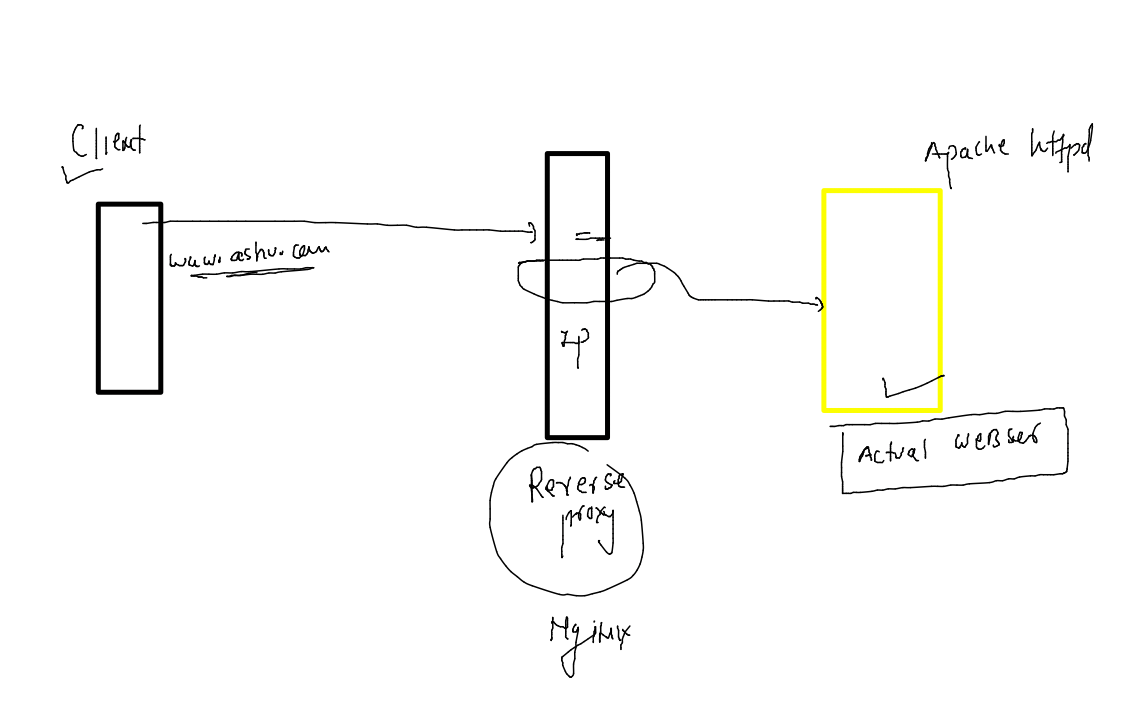 Client
Apache httpd
www.ashu.com
IP
Actual webser
Reverse
proxy
Nginx